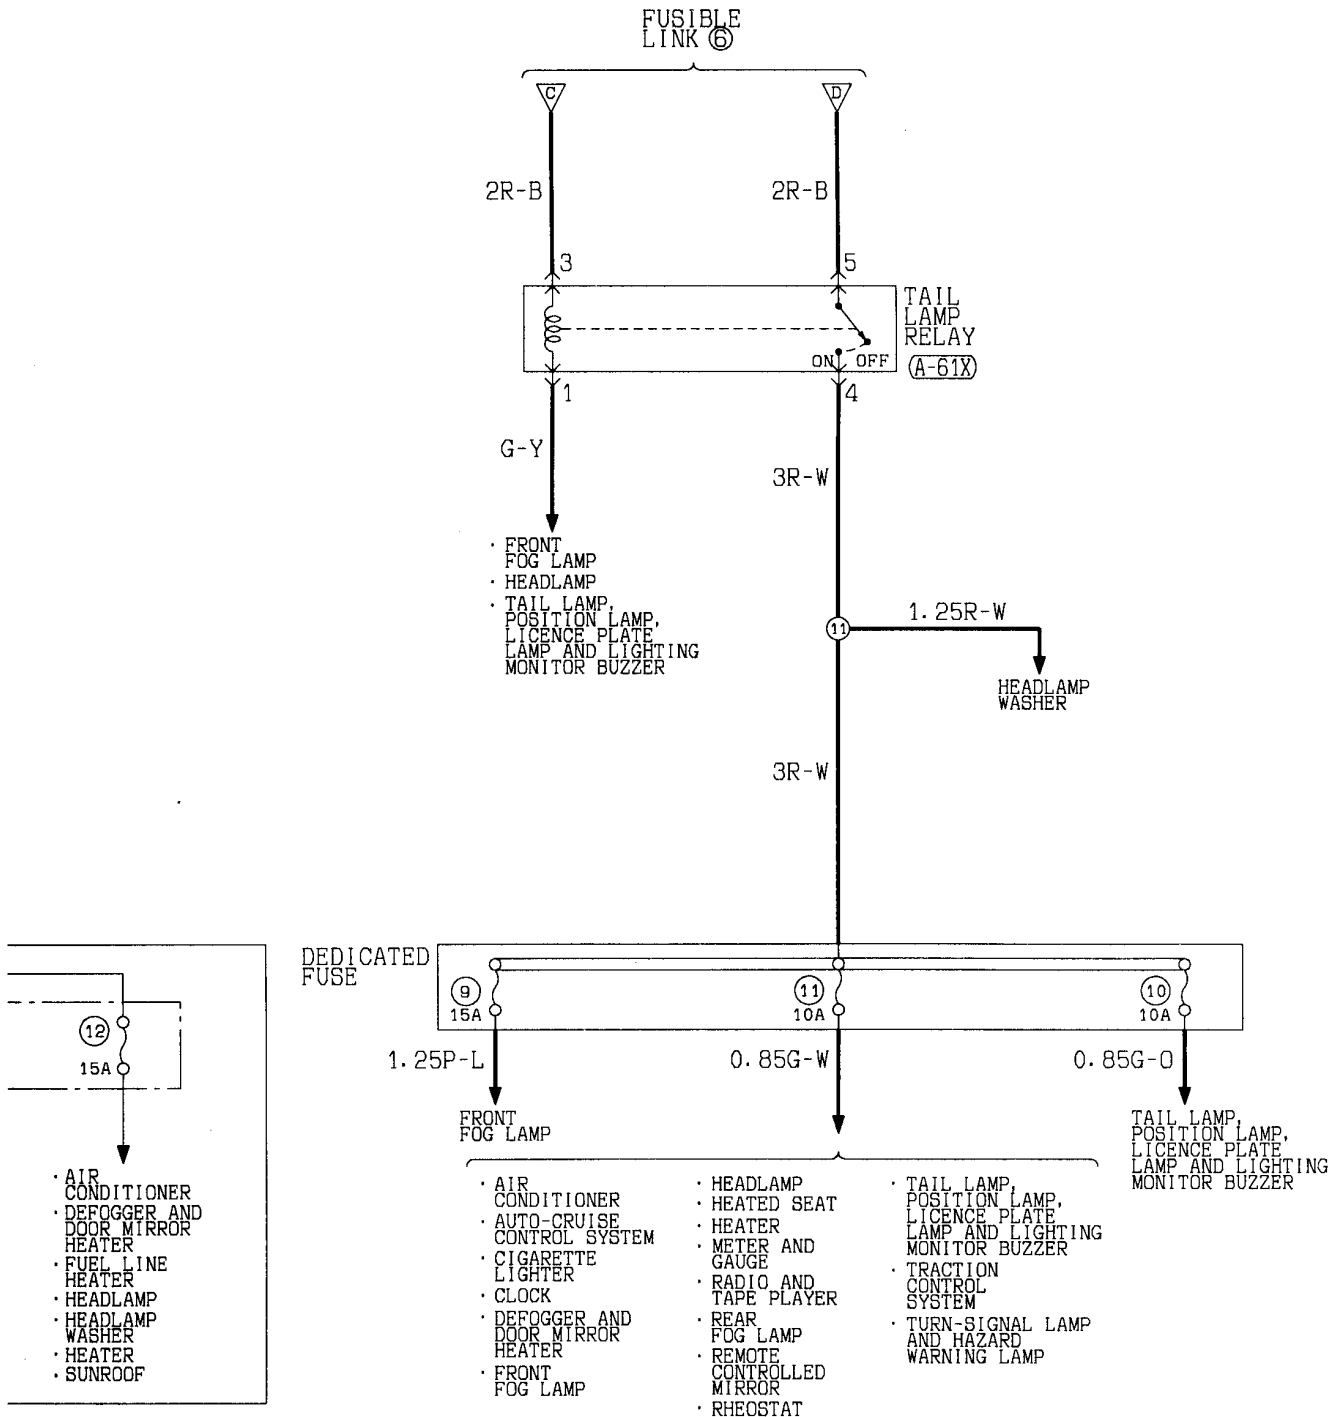 FUSIBLE
LINK ⑥
C
D
2R-B
2R-B
3
5
TAIL
LAMP
RELAY
ON OFF
A-61X
1
4
G-Y
3R-W
· FRONT
FOG LAMP
· HEADLAMP
· TAIL LAMP,
POSITION LAMP,
LICENCE PLATE
LAMP AND LIGHTING
MONITOR BUZZER
11
1.25R-W
HEADLAMP
WASHER
3R-W
DEDICATED
FUSE
⑨
15A
⑪
10A
⑩
10A
⑫
15A
1.25P-L
0.85G-W
0.85G-O
FRONT
FOG LAMP
TAIL LAMP,
POSITION LAMP,
LICENCE PLATE
LAMP AND LIGHTING
MONITOR BUZZER
· AIR
CONDITIONER
· DEFOGGER AND
DOOR MIRROR
HEATER
· FUEL LINE
HEATER
· HEADLAMP
· HEADLAMP
WASHER
· HEATER
· SUNROOF
· AIR
CONDITIONER
· AUTO-CRUISE
CONTROL SYSTEM
· CIGARETTE
LIGHTER
· CLOCK
· DEFOGGER AND
DOOR MIRROR
HEATER
· FRONT
FOG LAMP
· HEADLAMP
· HEATED SEAT
· HEATER
· METER AND
GAUGE
· RADIO AND
TAPE PLAYER
· REAR
FOG LAMP
· REMOTE
CONTROLLED
MIRROR
· RHEOSTAT
· TAIL LAMP,
POSITION LAMP,
LICENCE PLATE
LAMP AND LIGHTING
MONITOR BUZZER
· TRACTION
CONTROL
SYSTEM
· TURN-SIGNAL LAMP
AND HAZARD
WARNING LAMP